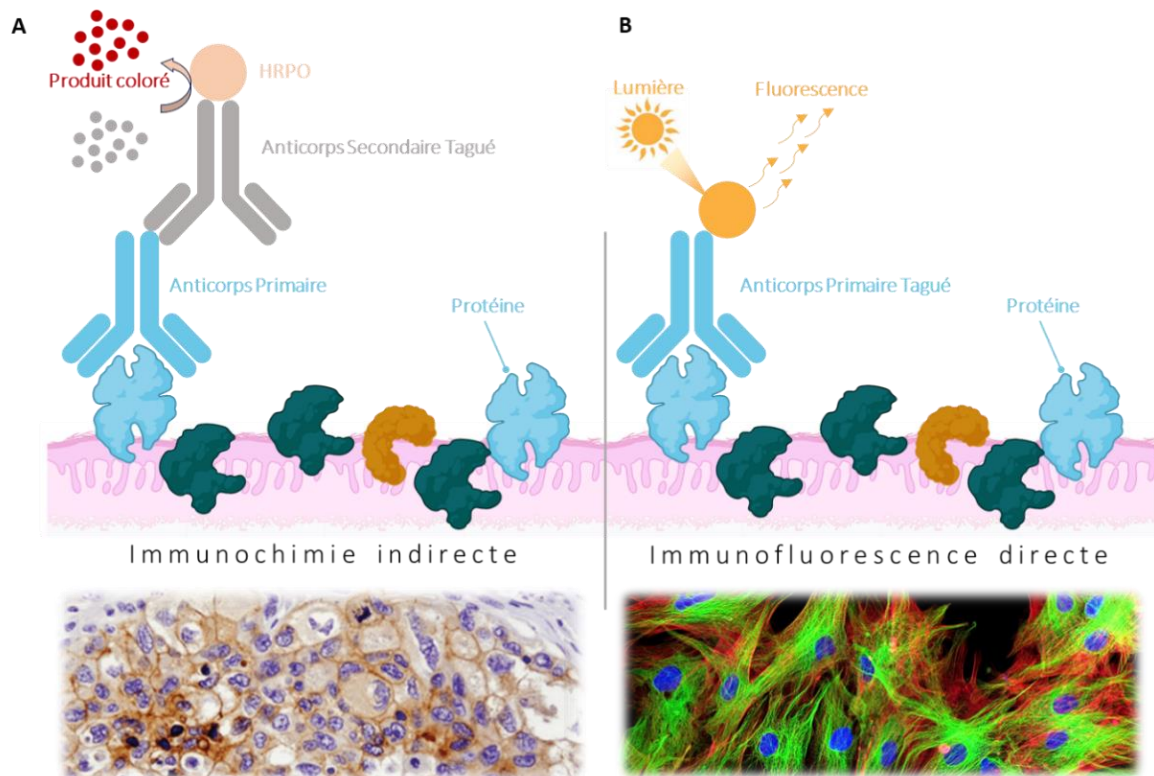 A
Produit coloré
HRPO
Anticorps Secondaire Tagué
Anticorps Primaire
Protéine
Immunochimie indirecte
B
Lumière
Fluorescence
Anticorps Primaire Tagué
Protéine
Immunofluorescence directe